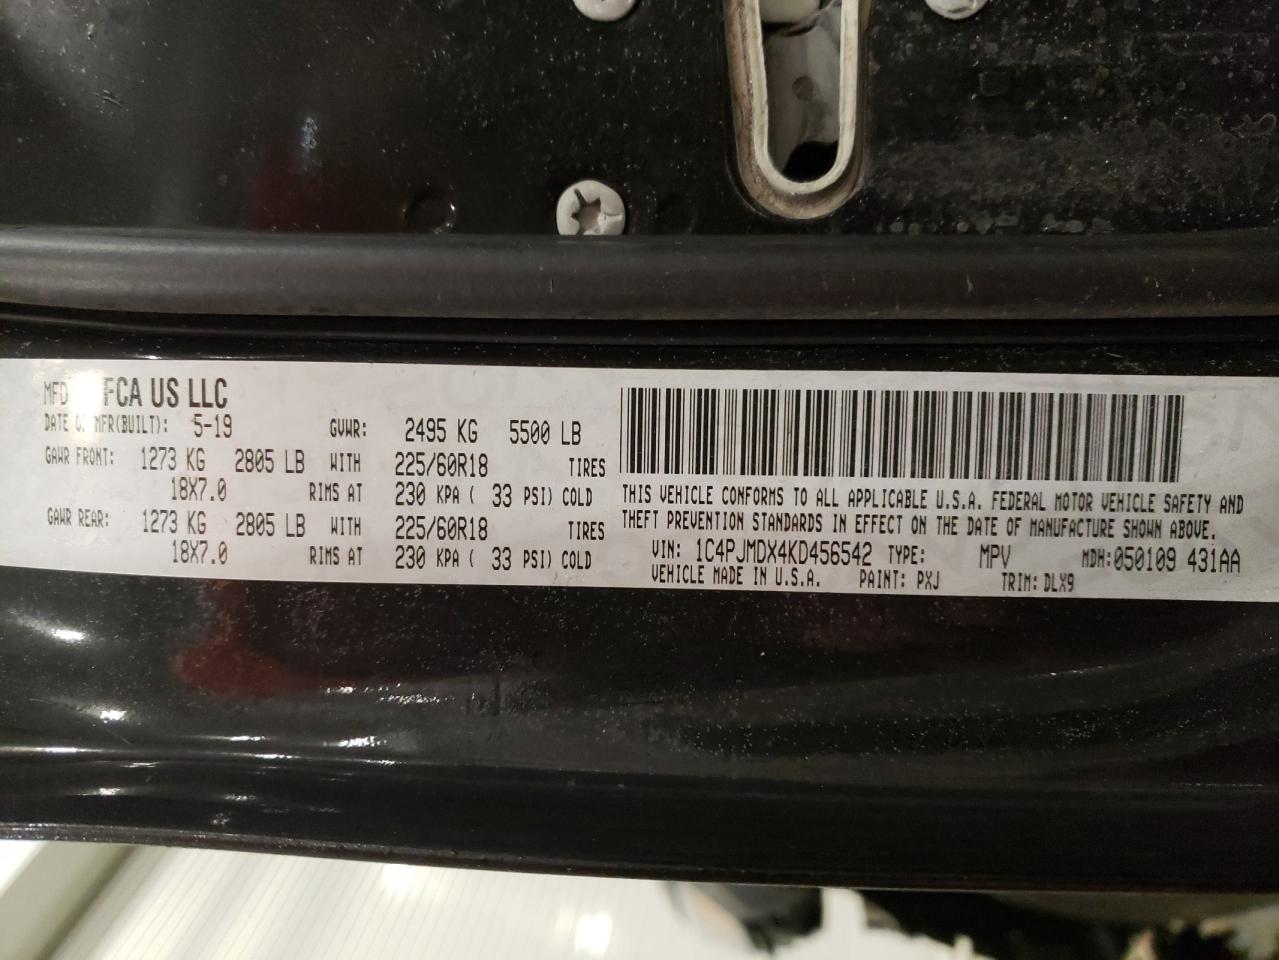 MFD FCA US LLC
DATE OF MFR(BUILT): 5-19 GVWR: 2495 KG 5500 LB
GAWR FRONT: 1273 KG 2805 LB WITH 225/60R18 TIRES
18X7.0 RIMS AT 230 KPA ( 33 PSI) COLD
GAWR REAR: 1273 KG 2805 LB WITH 225/60R18 TIRES
18X7.0 RIMS AT 230 KPA ( 33 PSI) COLD
THIS VEHICLE CONFORMS TO ALL APPLICABLE U.S.A. FEDERAL MOTOR VEHICLE SAFETY AND
THEFT PREVENTION STANDARDS IN EFFECT ON THE DATE OF MANUFACTURE SHOWN ABOVE.
VIN: 1C4PJMDX4KD456542 TYPE: MPV MDH:050109 431AA
VEHICLE MADE IN U.S.A. PAINT: PXJ TRIM: DLX9